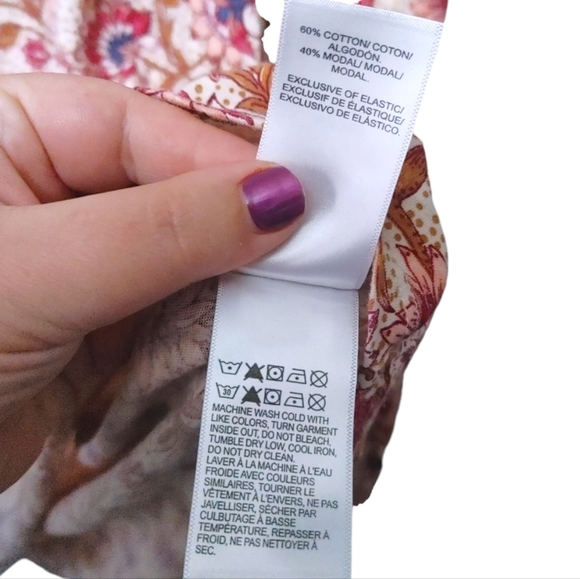 60% COTTON/ COTON/
ALGODÓN.
40% MODAL/ MODAL/
MODAL.
EXCLUSIVE OF ELASTIC/
EXCLUSIF DE ÉLASTIQUE/
EXCLUSIVO DE ELÁSTICO.
30
MACHINE WASH COLD WITH
LIKE COLORS, TURN GARMENT
INSIDE OUT, DO NOT BLEACH,
TUMBLE DRY LOW, COOL IRON,
DO NOT DRY CLEAN.
LAVER À LA MACHINE À L'EAU
FROIDE AVEC COULEURS
SIMILAIRES, TOURNER LE
VÊTEMENT À L'ENVERS, NE PAS
JAVELLISER, SÉCHER PAR
CULBUTAGE À BASSE
TEMPÉRATURE, REPASSER À
FROID, NE PAS NETTOYER À
SEC.